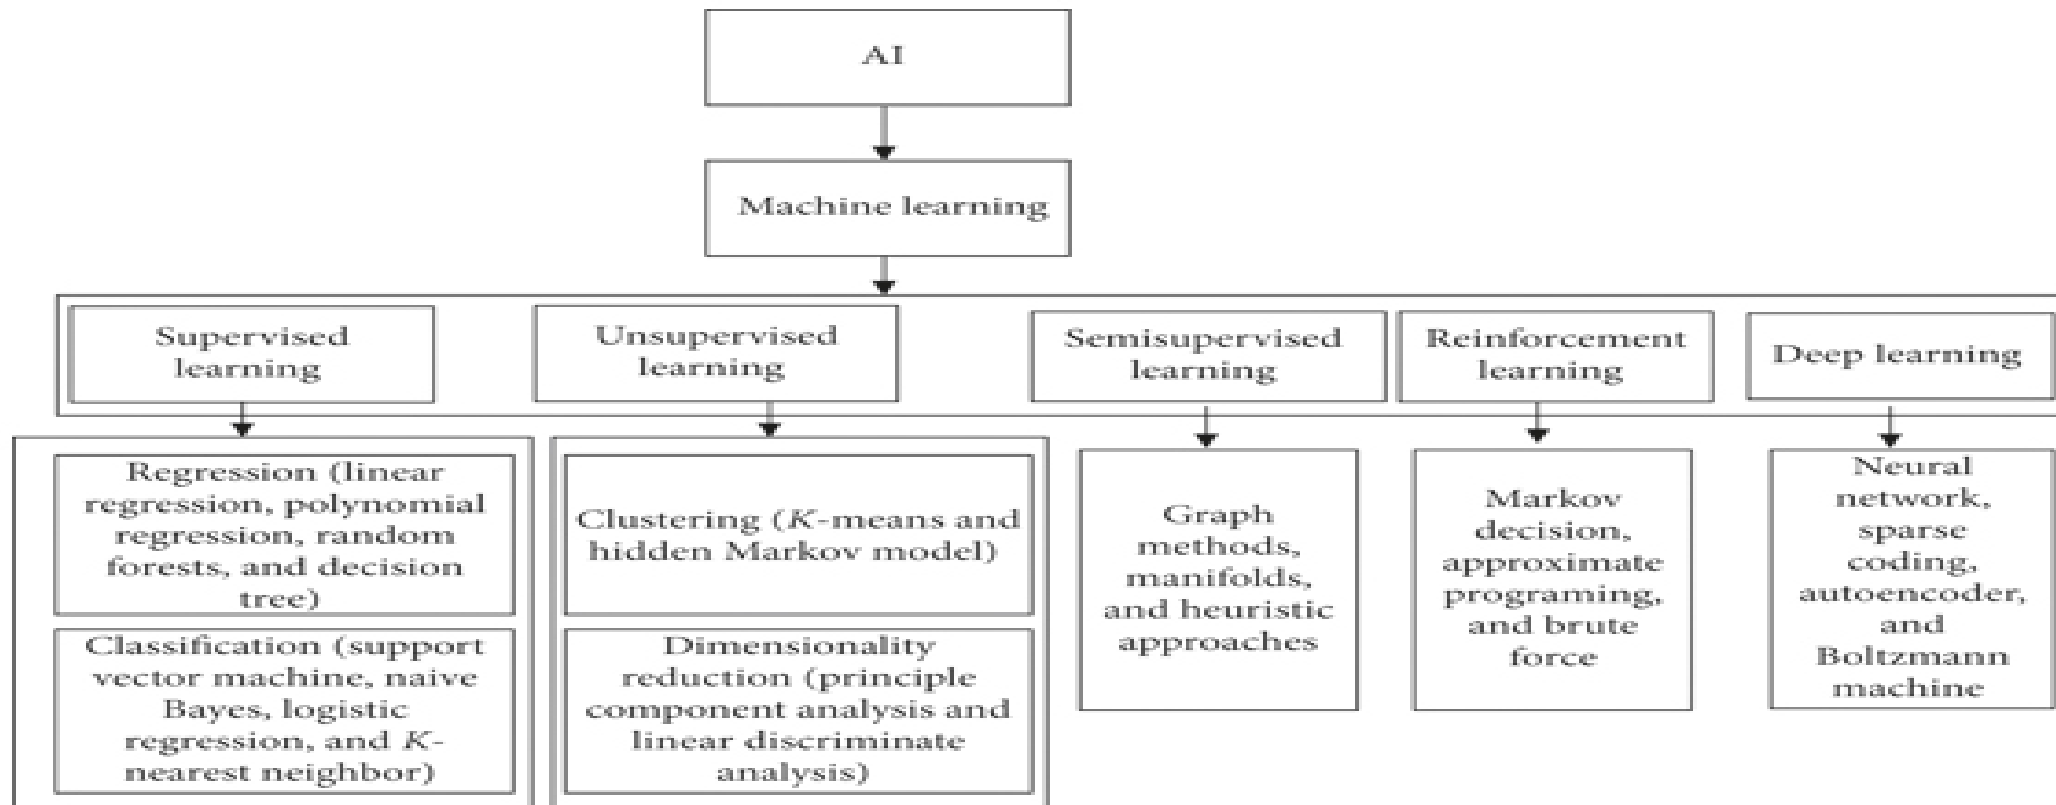 AI
Machine learning
Supervised
learning
Unsupervised
learning
Semisupervised
learning
Reinforcement
learning
Deep learning
Regression (linear
regression, polynomial
regression, random
forests, and decision
tree)
Classification (support
vector machine, naive
Bayes, logistic
regression, and K-
nearest neighbor)
Clustering (K-means and
hidden Markov model)
Dimensionality
reduction (principle
component analysis and
linear discriminate
analysis)
Graph
methods,
manifolds,
and heuristic
approaches
Markov
decision,
approximate
programing,
and brute
force
Neural
network,
sparse
coding,
autoencoder,
and
Boltzmann
machine